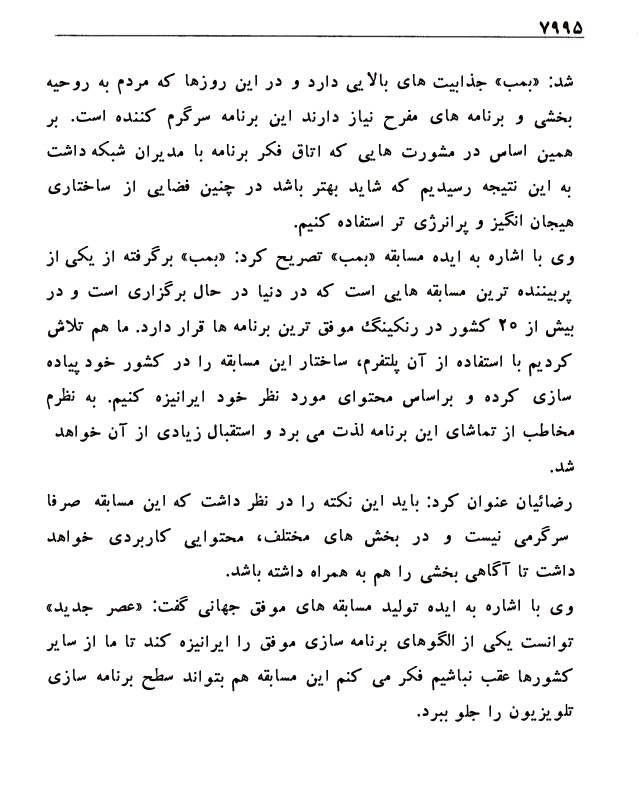 ۷۹۹۵
شد: «بمب» جذابیت های بالایی دارد و در این روزها که مردم به روحیه
بخشی و برنامه های مفرح نیاز دارند این برنامه سرگرم کننده است. بر
همین اساس در مشورت هایی که اتاق فکر برنامه با مدیران شبکه داشت
به این نتیجه رسیدیم که شاید بهتر باشد در چنین فضایی از ساختاری
هیجان انگیز و پرانرژی تر استفاده کنیم.
وی با اشاره به ایده مسابقه «بمب» تصریح کرد: «بمب» برگرفته از یکی از
پربیننده ترین مسابقه هایی است که در دنیا در حال برگزاری است و در
بیش از ۲۵ کشور در رنکینگ موفق ترین برنامه ها قرار دارد. ما هم تلاش
کردیم با استفاده از آن پلتفرم، ساختار این مسابقه را در کشور خود پیاده
سازی کرده و براساس محتوای مورد نظر خود ایرانیزه کنیم. به نظرم
مخاطب از تماشای این برنامه لذت می برد و استقبال زیادی از آن خواهد
شد.
رضائیان عنوان کرد: باید این نکته را در نظر داشت که این مسابقه صرفا
سرگرمی نیست و در بخش های مختلف، محتوایی کاربردی خواهد
داشت تا آگاهی بخشی را هم به همراه داشته باشد.
وی با اشاره به ایده تولید مسابقه های موفق جهانی گفت: «عصر جدید»
توانست یکی از الگوهای برنامه سازی موفق را ایرانیزه کند تا ما از سایر
کشورها عقب نباشیم فکر می کنم این مسابقه هم بتواند سطح برنامه سازی
تلویزیون را جلو ببرد.